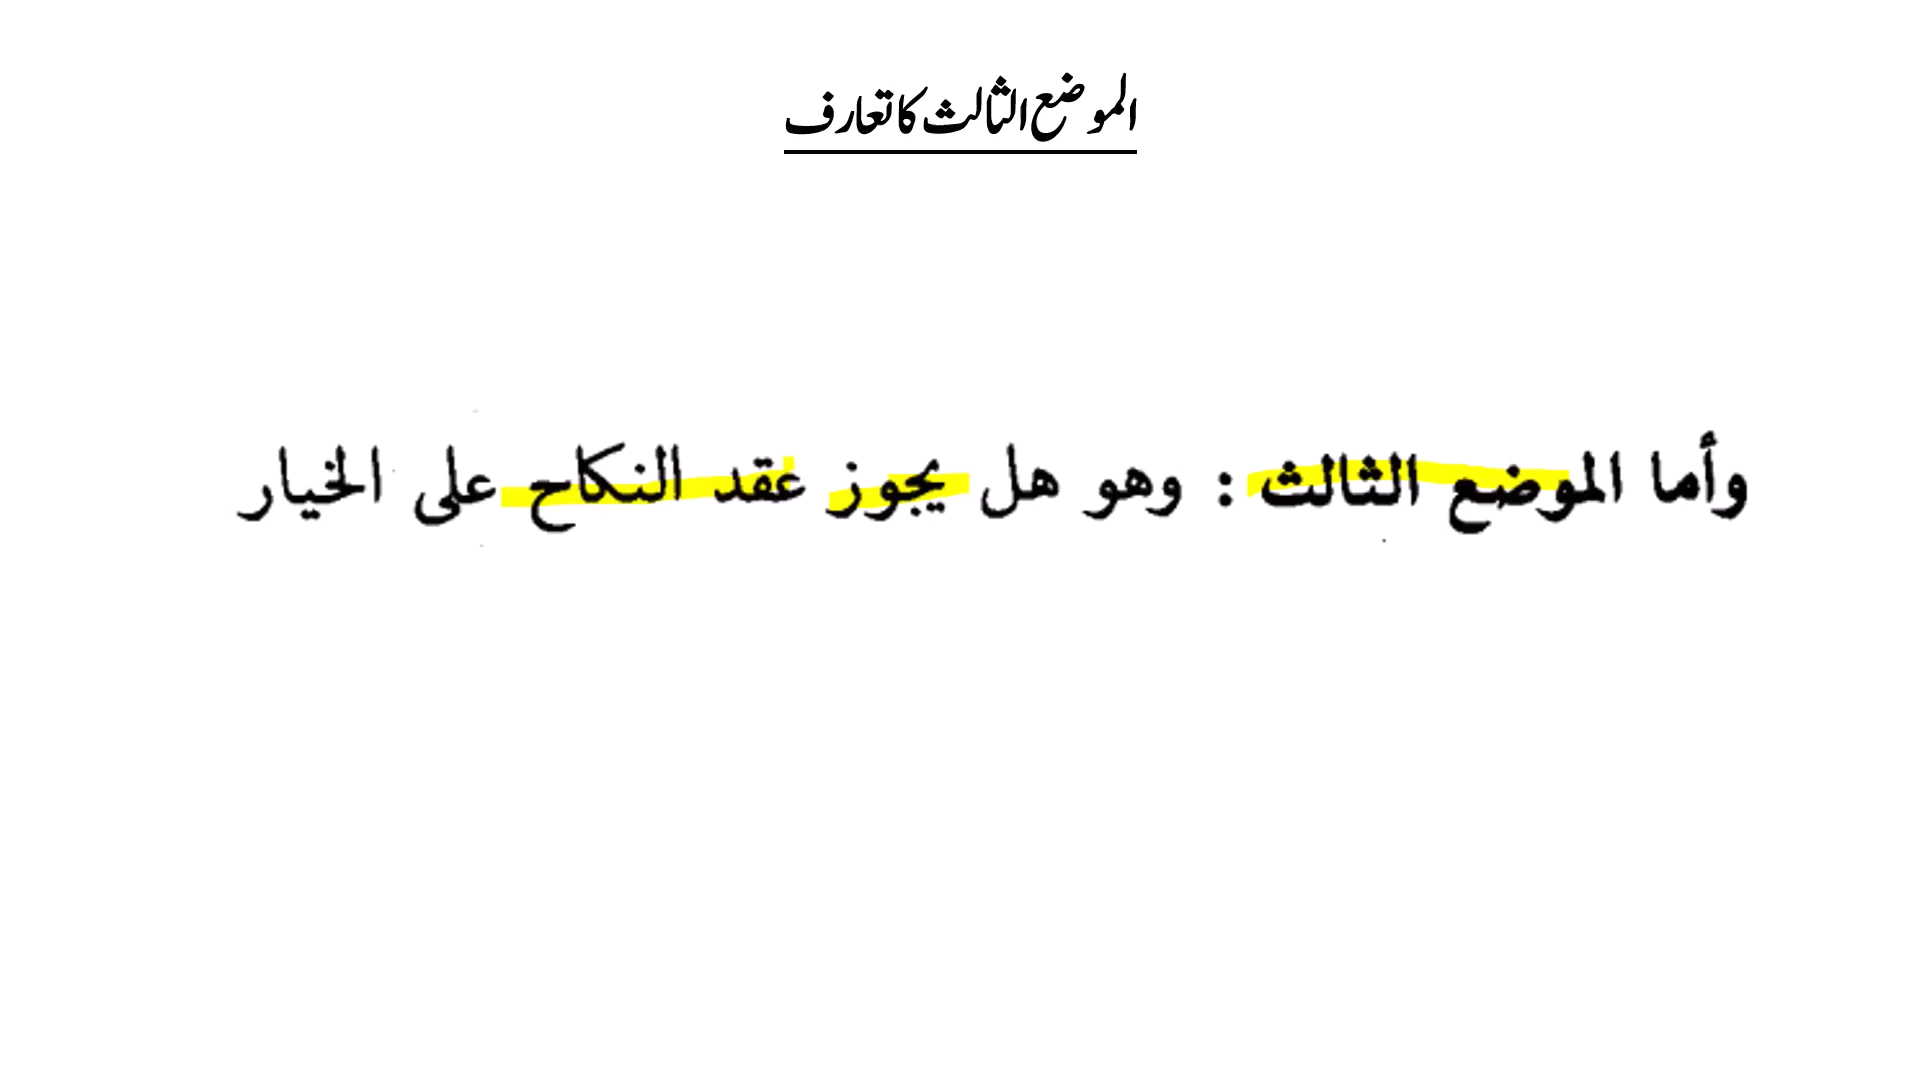 الموضع الثالث کا تعارف
وأما الموضع الثالث : وهو هل يجوز عقد النكاح على الخيار